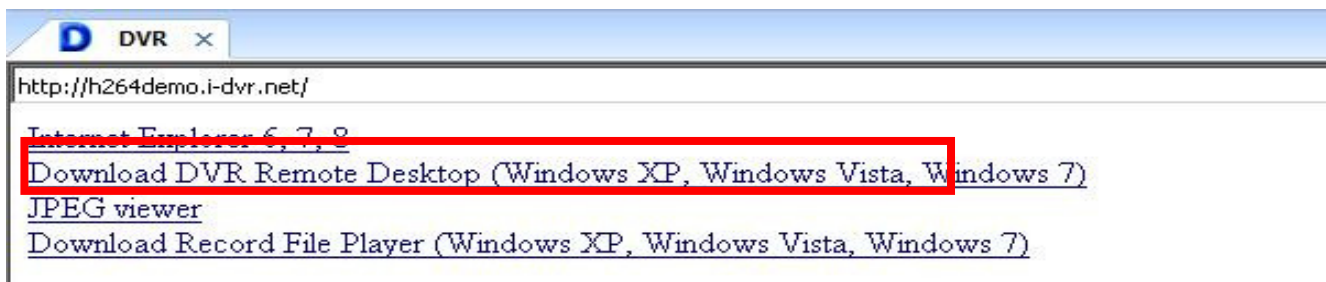 DVR
http://h264demo.i-dvr.net/
Internet Explorer 6, 7, 8
Download DVR Remote Desktop (Windows XP, Windows Vista, Windows 7)
JPEG viewer
Download Record File Player (Windows XP, Windows Vista, Windows 7)